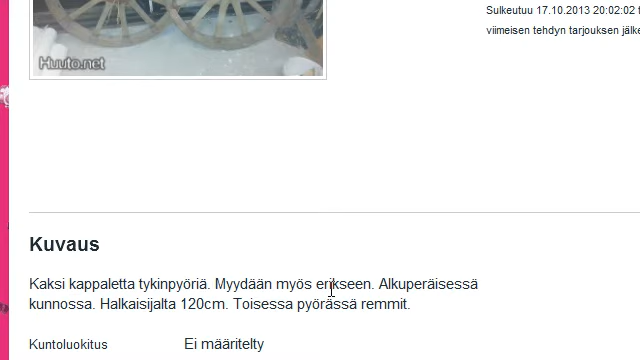 Sulkeutuu 17.10.2013 20:02:02
viimeisen tehdyn tarjouksen
Huuto.net
Kuvaus
Kaksi kappaletta tykinpyöriä. Myydään myös erikseen. Alkuperäisessä
kunnossa. Halkaisijalta 120cm. Toisessa pyörässä remmit.
Kuntoluokitus Ei määritelty